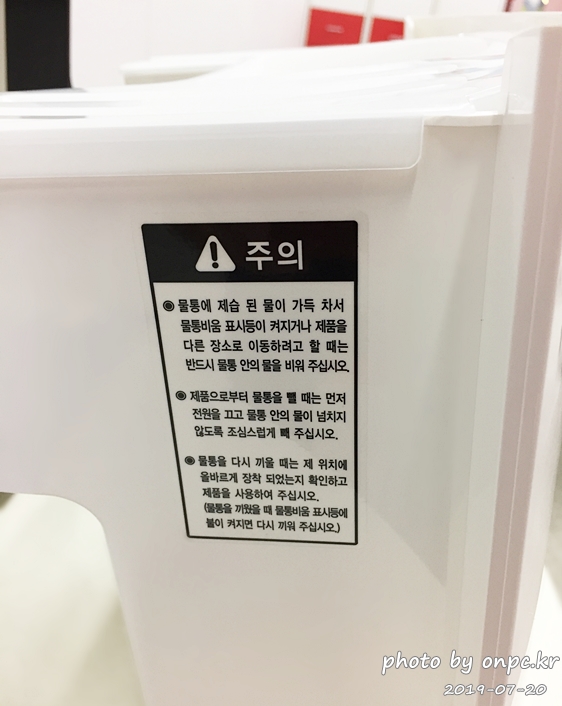 주의
◉ 물통에 제습 된 물이 가득 차서
물통비움 표시등이 켜지거나 제품을
다른 장소로 이동하려고 할 때는
반드시 물통 안의 물을 비워 주십시오.
◉ 제품으로부터 물통을 뺄 때는 먼저
전원을 끄고 물통 안의 물이 넘치지
않도록 조심스럽게 빼 주십시오.
◉ 물통을 다시 끼울 때는 제 위치에
올바르게 장착 되었는지 확인하고
제품을 사용하여 주십시오.
(물통을 끼웠을 때 물통비움 표시등에
불이 켜지면 다시 끼워 주십시오.)
photo by onpc.kr
2019-07-20